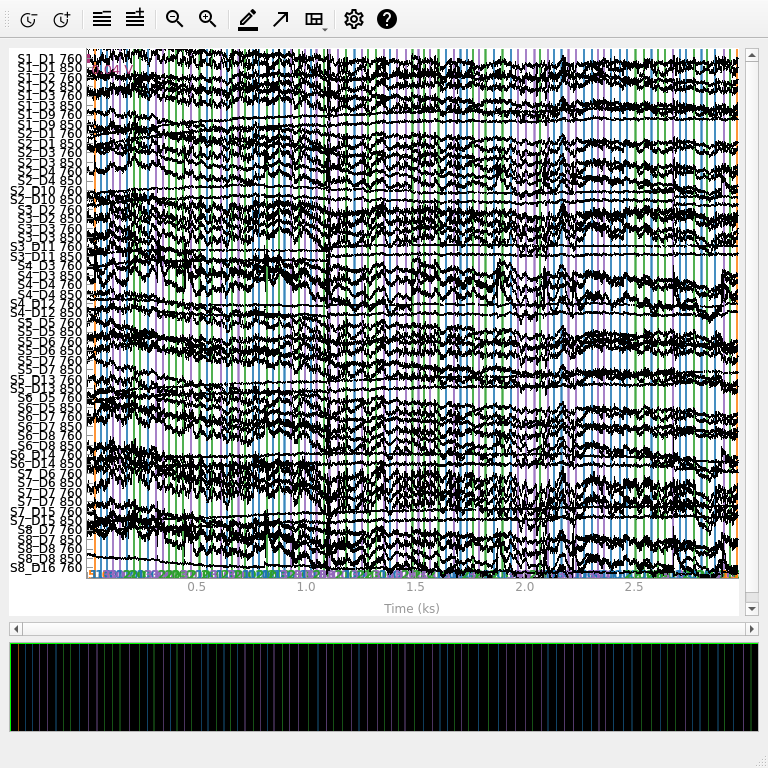 S1_D1 760
S1_D1 850
S1_D2 760
S1_D2 850
S1_D3 760
S1_D3 850
S1_D9 760
S1_D9 850
S2_D1 760
S2_D1 850
S2_D3 760
S2_D3 850
S2_D4 760
S2_D4 850
S2_D10 760
S2_D10 850
S3_D2 760
S3_D2 850
S3_D3 760
S3_D3 850
S3_D11 760
S3_D11 850
S4_D3 760
S4_D3 850
S4_D4 760
S4_D4 850
S4_D12 760
S4_D12 850
S5_D5 760
S5_D5 850
S5_D6 760
S5_D6 850
S5_D7 760
S5_D7 850
S5_D13 760
S5_D13 850
S6_D5 760
S6_D5 850
S6_D7 760
S6_D7 850
S6_D8 760
S6_D8 850
S6_D14 760
S6_D14 850
S7_D6 760
S7_D6 850
S7_D7 760
S7_D7 850
S7_D15 760
S7_D15 850
S8_D7 760
S8_D7 850
S8_D8 760
S8_D8 850
S8_D16 760
0.5 1.0 1.5 2.0 2.5
Time (ks)